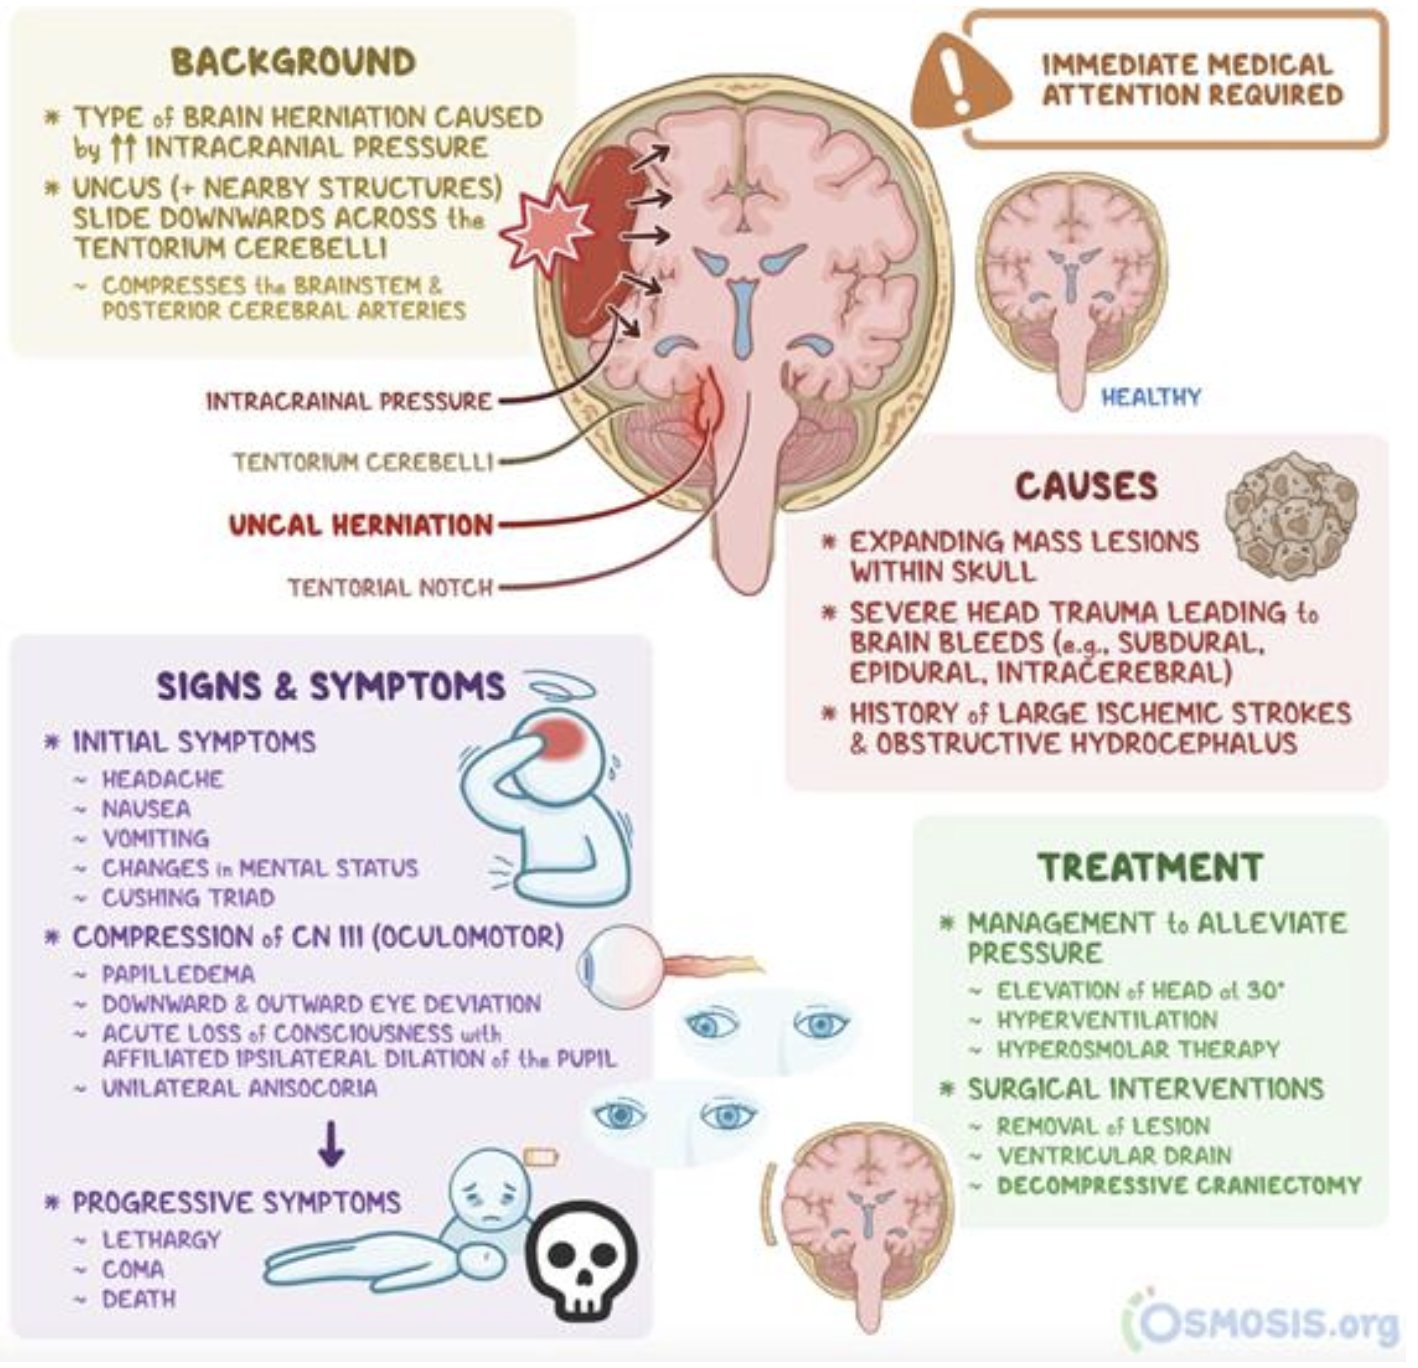 BACKGROUND
* TYPE of BRAIN HERNIATION CAUSED
by ↑↑ INTRACRANIAL PRESSURE
* UNCUS (+ NEARBY STRUCTURES)
SLIDE DOWNWARDS ACROSS the
TENTORIUM CEREBELLI
~ COMPRESSES the BRAINSTEM &
POSTERIOR CEREBRAL ARTERIES
!
IMMEDIATE MEDICAL
ATTENTION REQUIRED
HEALTHY
INTRACRAINAL PRESSURE
TENTORIUM CEREBELLI
UNCAL HERNIATION
TENTORIAL NOTCH
CAUSES
* EXPANDING MASS LESIONS
WITHIN SKULL
* SEVERE HEAD TRAUMA LEADING to
BRAIN BLEEDS (e.g., SUBDURAL,
EPIDURAL, INTRACEREBRAL)
* HISTORY of LARGE ISCHEMIC STROKES
& OBSTRUCTIVE HYDROCEPHALUS
SIGNS & SYMPTOMS
* INITIAL SYMPTOMS
~ HEADACHE
~ NAUSEA
~ VOMITING
~ CHANGES in MENTAL STATUS
~ CUSHING TRIAD
* COMPRESSION of CN III (OCULOMOTOR)
~ PAPILLEDEMA
~ DOWNWARD & OUTWARD EYE DEVIATION
~ ACUTE LOSS of CONSCIOUSNESS with
AFFILIATED IPSILATERAL DILATION of the PUPIL
~ UNILATERAL ANISOCORIA
* PROGRESSIVE SYMPTOMS
~ LETHARGY
~ COMA
~ DEATH
TREATMENT
* MANAGEMENT to ALLEVIATE
PRESSURE
~ ELEVATION of HEAD at 30°
~ HYPERVENTILATION
~ HYPEROSMOLAR THERAPY
* SURGICAL INTERVENTIONS
~ REMOVAL of LESION
~ VENTRICULAR DRAIN
~ DECOMPRESSIVE CRANIECTOMY
OSMOSIS.org